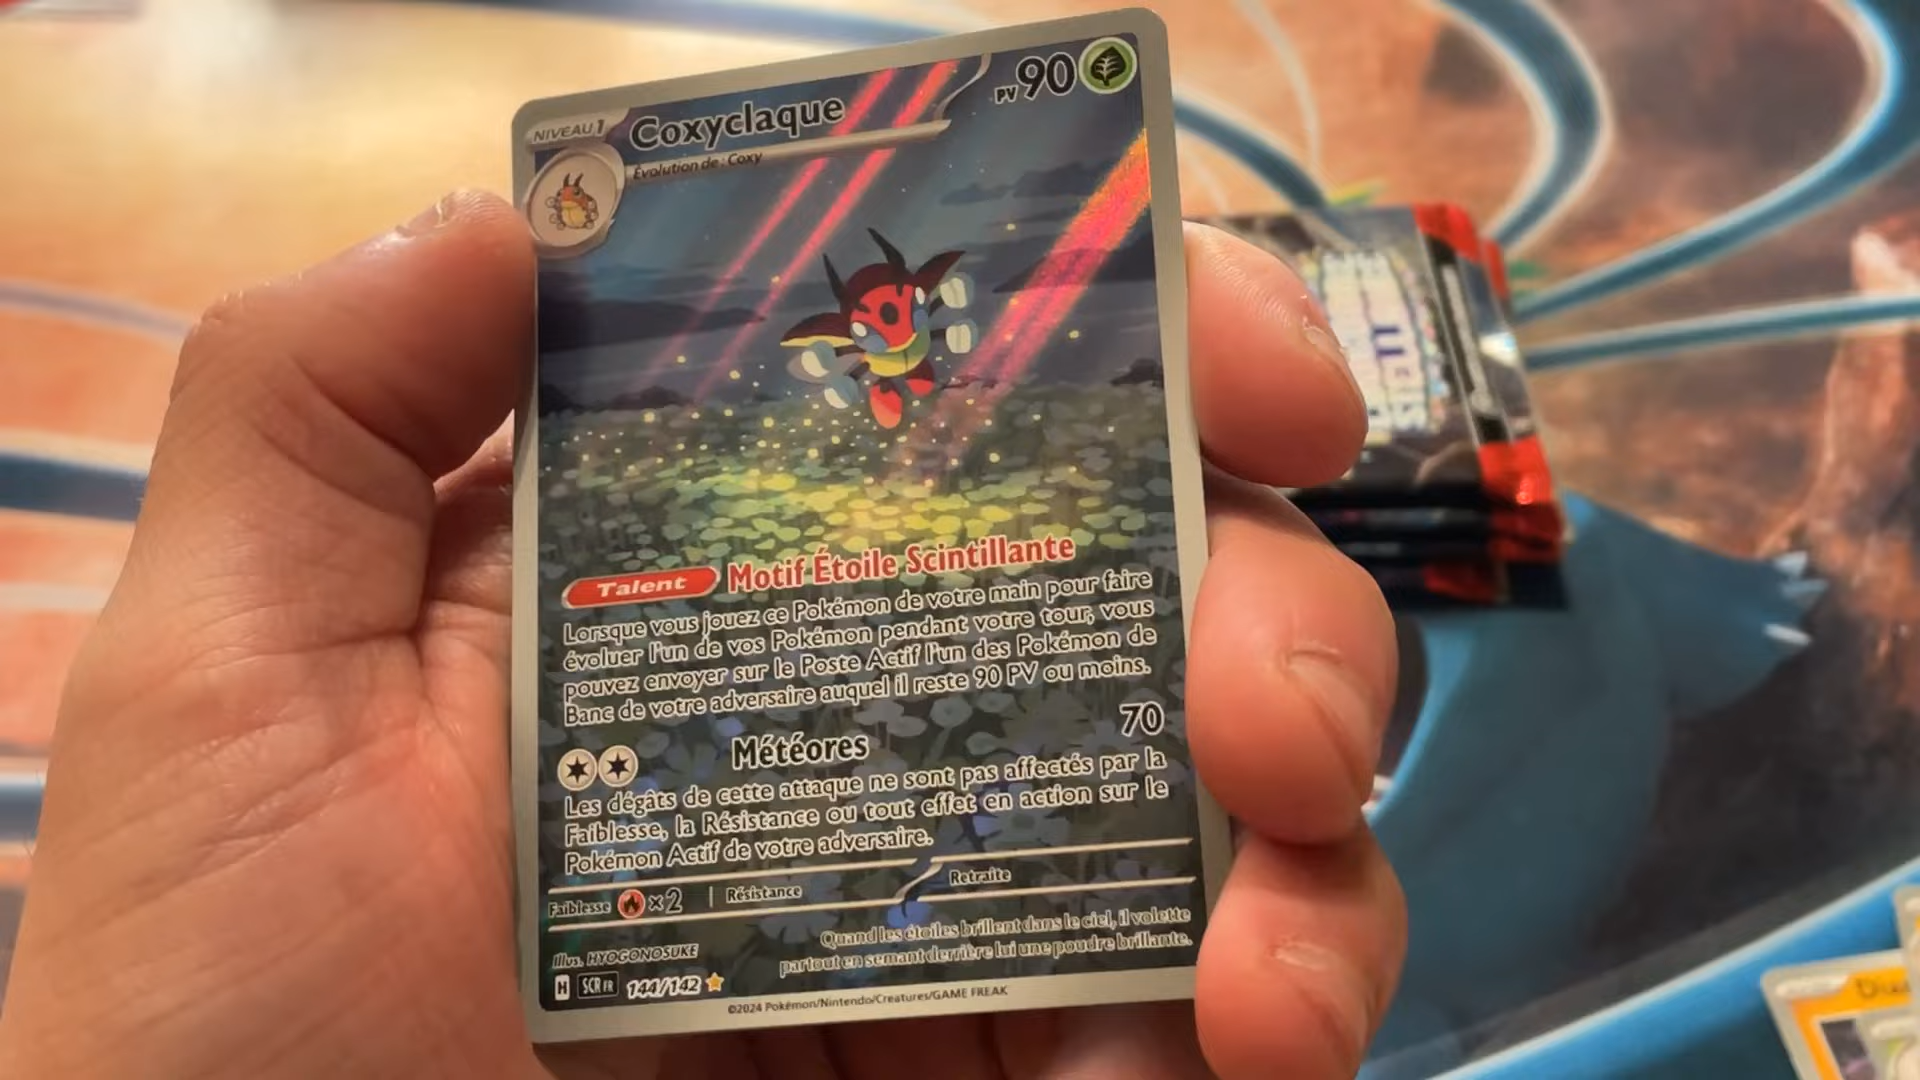 NIVEAU 1
Coxyclaque
PV 90
Évolution de : Coxy
Talent Motif Étoile Scintillante
Lorsque vous jouez ce Pokémon de votre main pour faire
évoluer l'un de vos Pokémon pendant votre tour, vous
pouvez envoyer sur le Poste Actif l'un des Pokémon de
Banc de votre adversaire auquel il reste 90 PV ou moins.
Météores 70
Les dégâts de cette attaque ne sont pas affectés par la
Faiblesse, la Résistance ou tout effet en action sur le
Pokémon Actif de votre adversaire.
Faiblesse ×2 Résistance Retraite
Quand les étoiles brillent dans le ciel, il volette
partout en semant derrière lui une poudre brillante.
Illus. HYOGONOSUKE
H SCR FR 144/142
©2024 Pokémon/Nintendo/Creatures/GAME FREAK